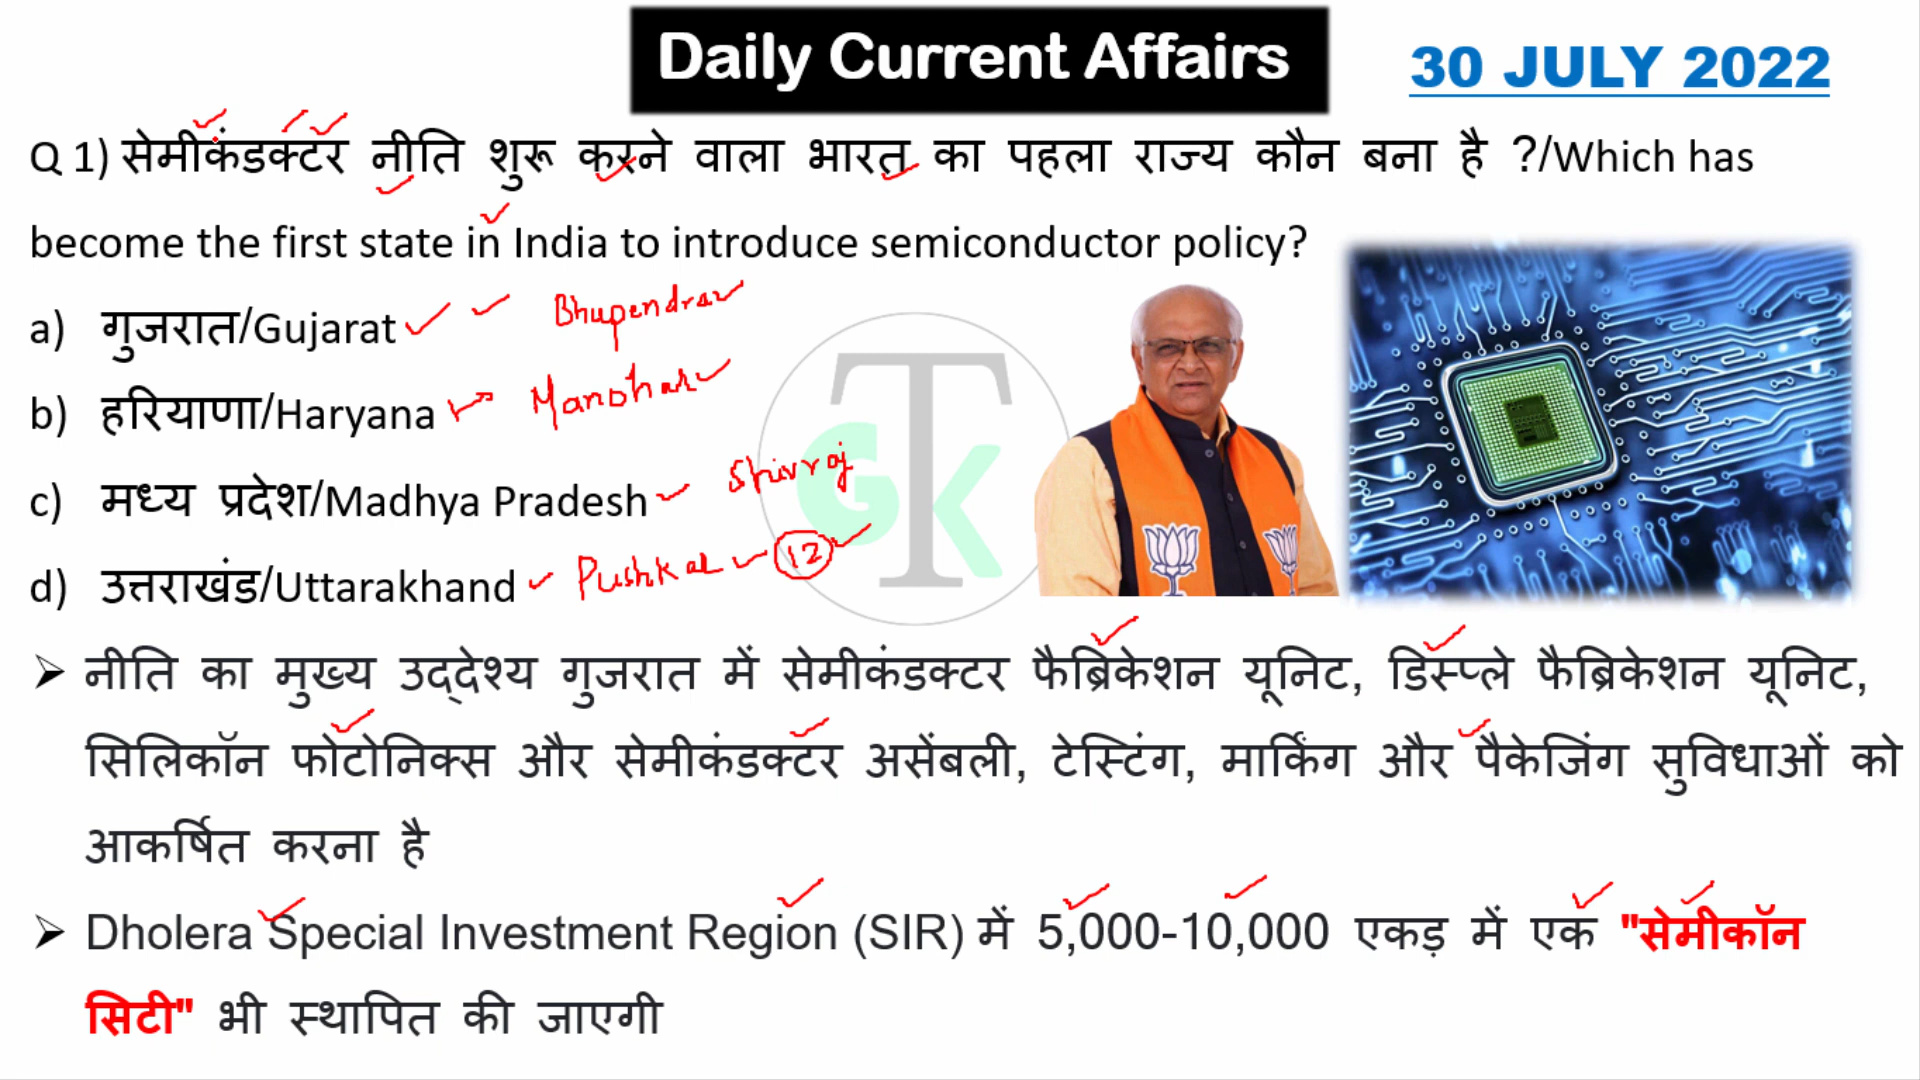 Daily Current Affairs
30 JULY 2022
Q 1) सेमीकंडक्टर नीति शुरू करने वाला भारत का पहला राज्य कौन बना है ?/Which has
become the first state in India to introduce semiconductor policy?
a) गुजरात/Gujarat Bhupendra
b) हरियाणा/Haryana Manohar
c) मध्य प्रदेश/Madhya Pradesh Shivraj
d) उत्तराखंड/Uttarakhand Pushkar 12
GTK
➢ नीति का मुख्य उद्देश्य गुजरात में सेमीकंडक्टर फैब्रिकेशन यूनिट, डिस्प्ले फैब्रिकेशन यूनिट,
सिलिकॉन फोटोनिक्स और सेमीकंडक्टर असेंबली, टेस्टिंग, मार्किंग और पैकेजिंग सुविधाओं को
आकर्षित करना है
➢ Dholera Special Investment Region (SIR) में 5,000-10,000 एकड़ में एक "सेमीकॉन
सिटी" भी स्थापित की जाएगी